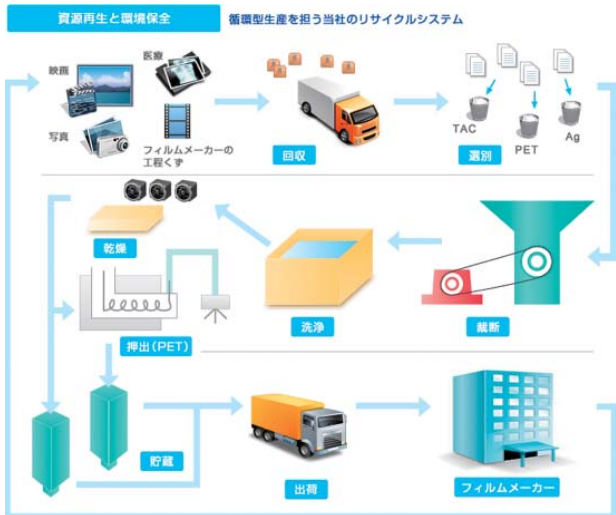 資源再生と環境保全
循環型生産を担う当社のリサイクルシステム
映画
医療
写真
フィルムメーカーの
工程くず
回収
TAC
PET
Ag
選別
乾燥
洗浄
裁断
押出(PET)
貯蔵
出荷
フィルムメーカー